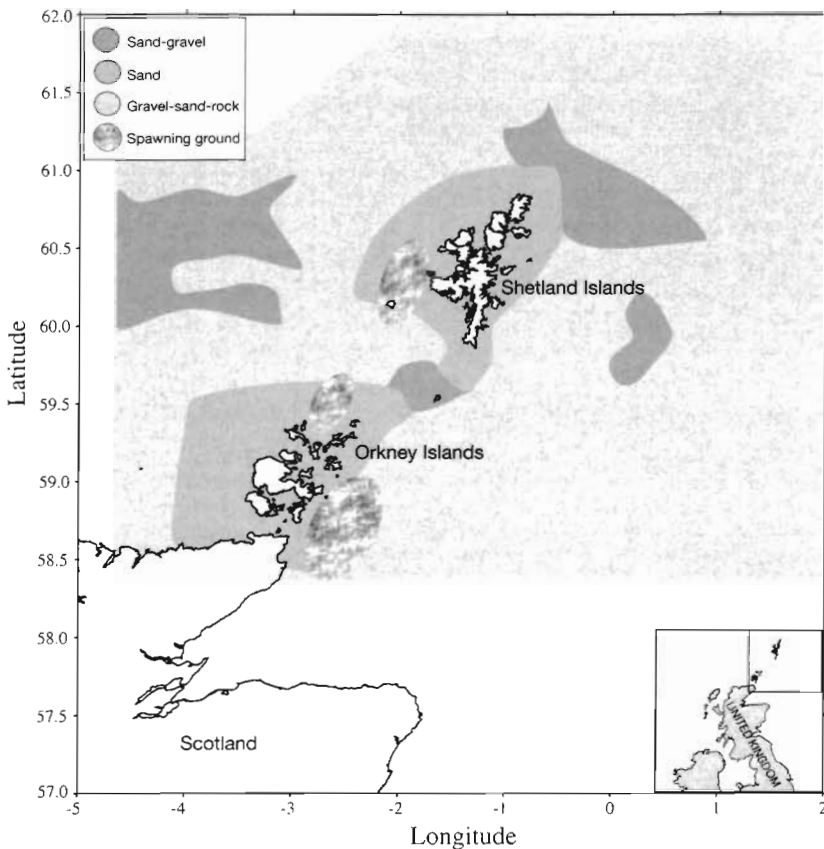 Sand-gravel
Sand
Gravel-sand-rock
Spawning ground
62.0
61.5
61.0
60.5
60.0
59.5
59.0
58.5
58.0
57.5
57.0
Latitude
Shetland Islands
Orkney Islands
Scotland
UNITED KINGDOM
-5
-4
-3
-2
-1
0
1
2
Longitude